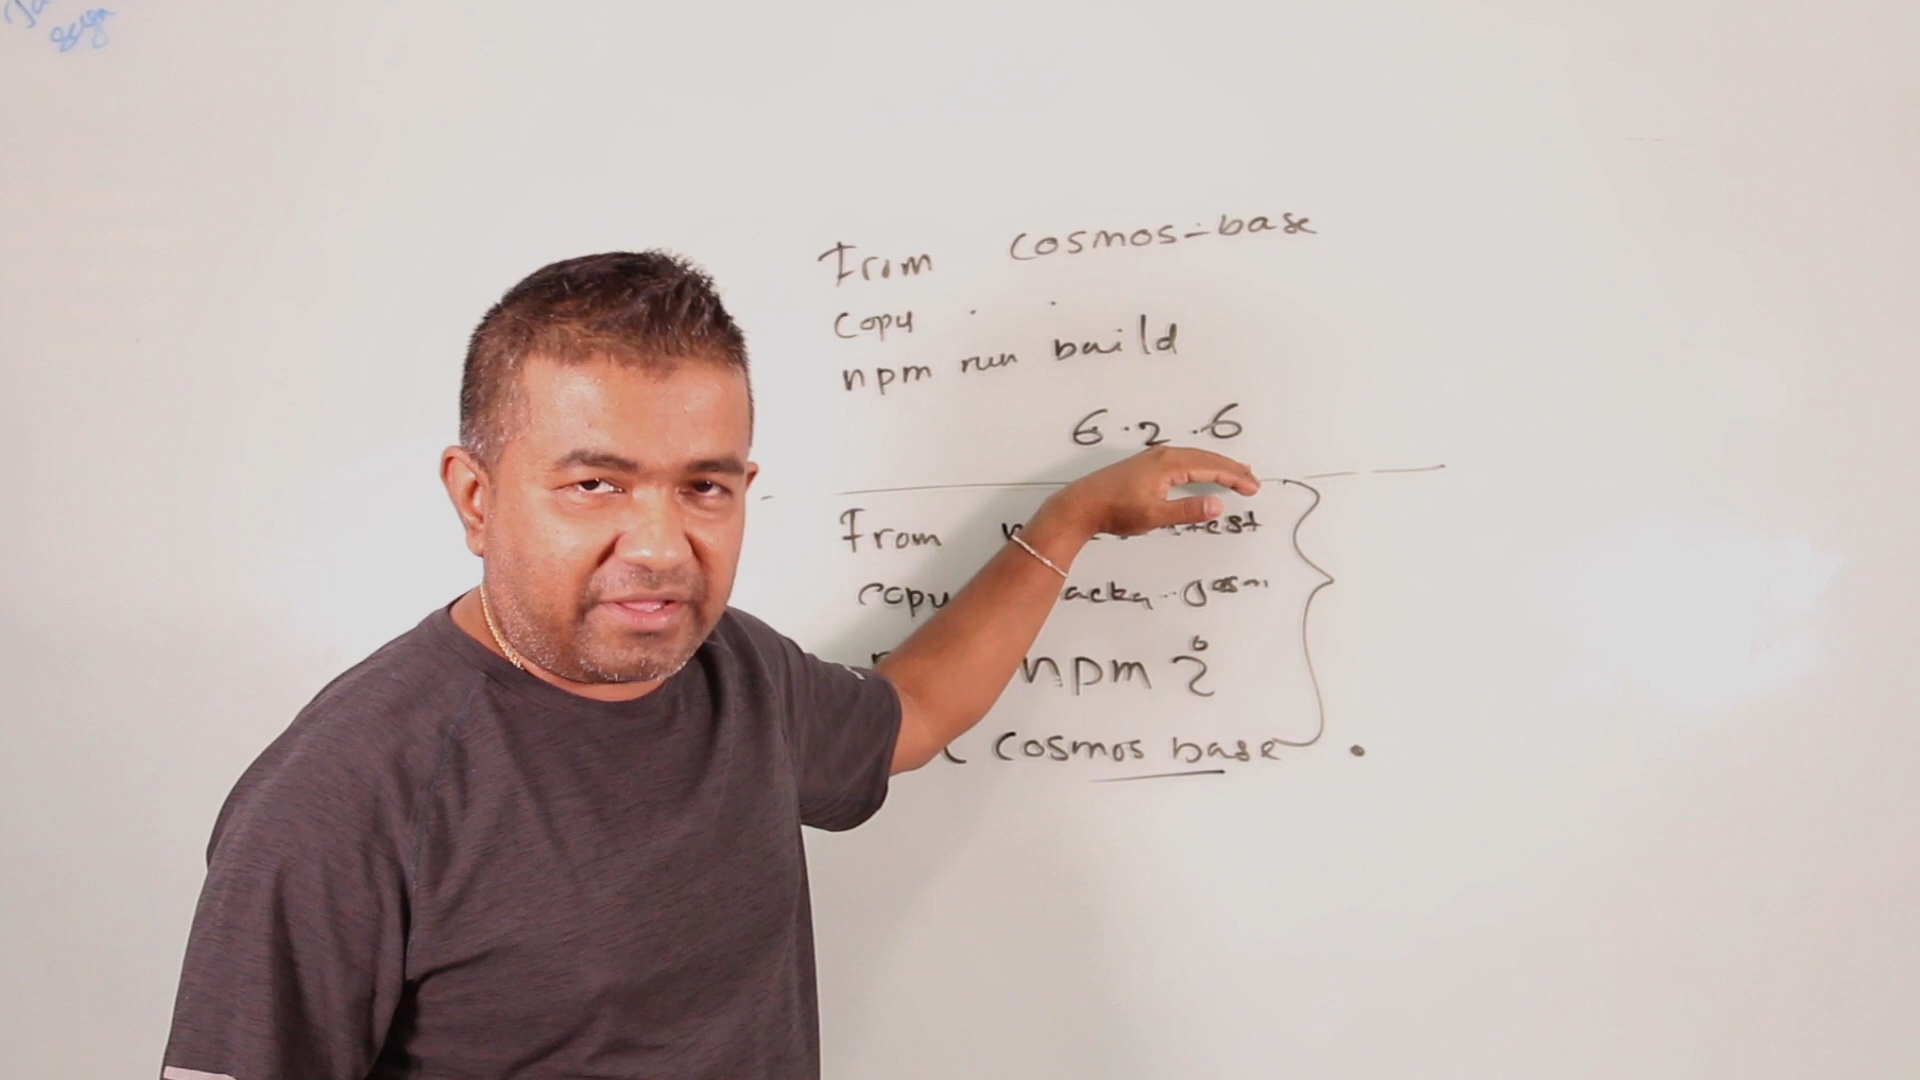 From cosmos-base
copy . .
npm run build
6.2.6
From
copy
npm i
cosmos base